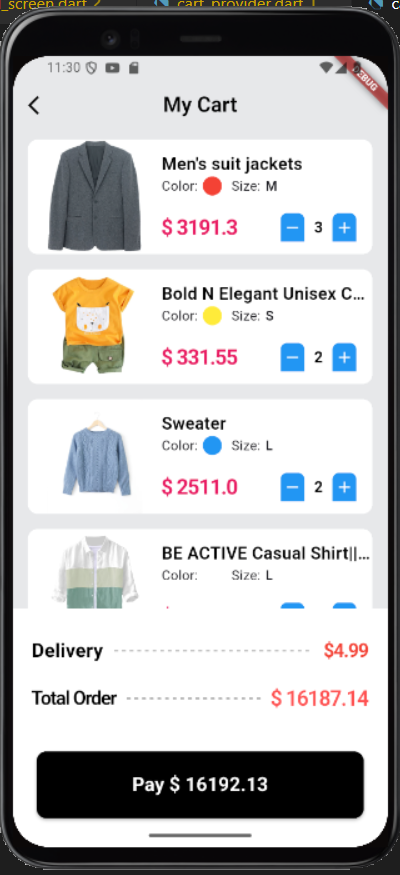 _screen.dart 2 cart_provider.dart 1 c
11:30
DEBUG
My Cart
Men's suit jackets
Color: Size: M
$ 3191.3 − 3 +
Bold N Elegant Unisex C...
Color: Size: S
$ 331.55 − 2 +
Sweater
Color: Size: L
$ 2511.0 − 2 +
BE ACTIVE Casual Shirt||...
Color: Size: L
Delivery $4.99
Total Order $ 16187.14
Pay $ 16192.13